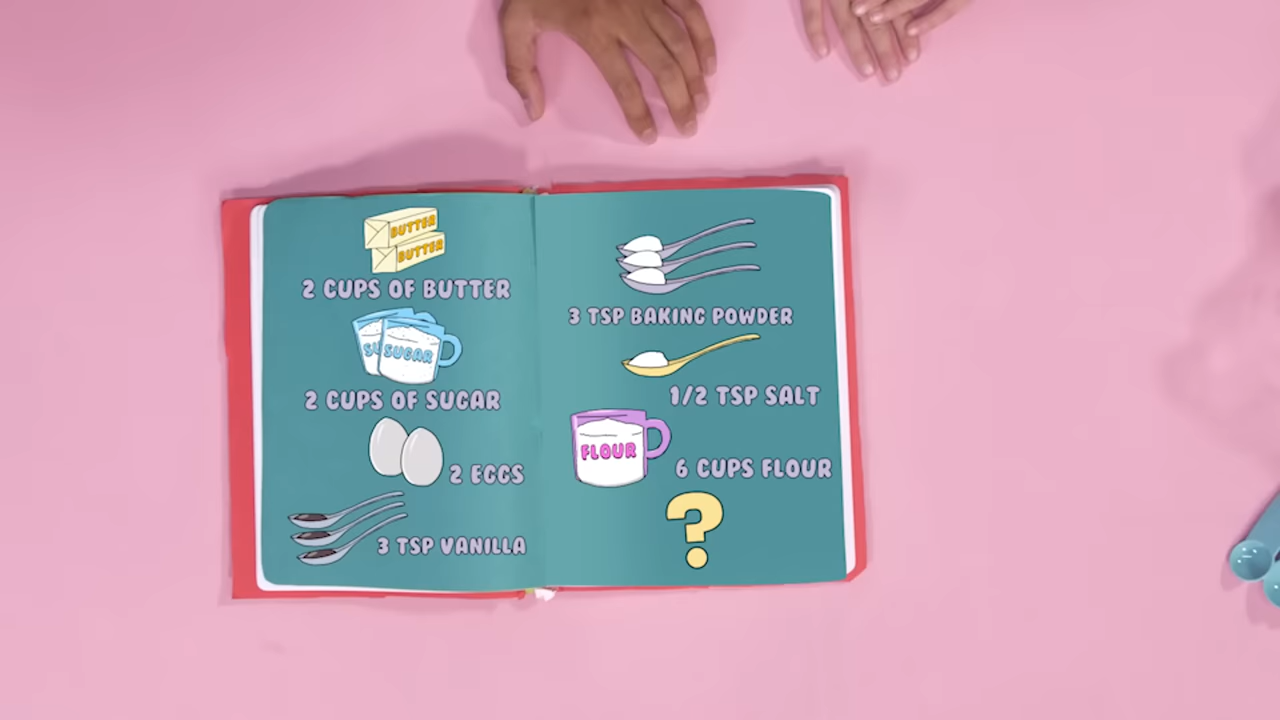 BUTTER
BUTTER
2 CUPS OF BUTTER
SU
SUGAR
2 CUPS OF SUGAR
2 EGGS
3 TSP VANILLA
3 TSP BAKING POWDER
1/2 TSP SALT
FLOUR
6 CUPS FLOUR
?